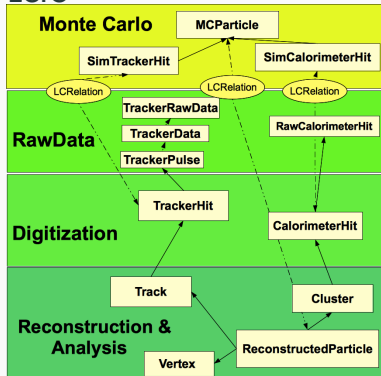 Monte Carlo
MCParticle
SimTrackerHit
SimCalorimeterHit
LCRelation
LCRelation
LCRelation
TrackerRawData
RawData
TrackerData
RawCalorimeterHit
TrackerPulse
TrackerHit
CalorimeterHit
Digitization
Track
Cluster
Reconstruction &
Analysis
ReconstructedParticle
Vertex